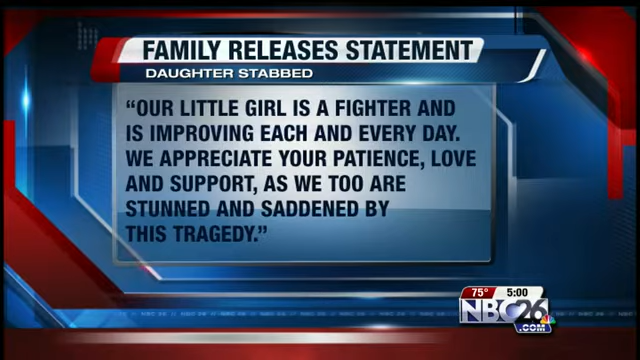 FAMILY RELEASES STATEMENT
DAUGHTER STABBED
“OUR LITTLE GIRL IS A FIGHTER AND
IS IMPROVING EACH AND EVERY DAY.
WE APPRECIATE YOUR PATIENCE, LOVE
AND SUPPORT, AS WE TOO ARE
STUNNED AND SADDENED BY
THIS TRAGEDY.”
75° 5:00
NBC26
.COM